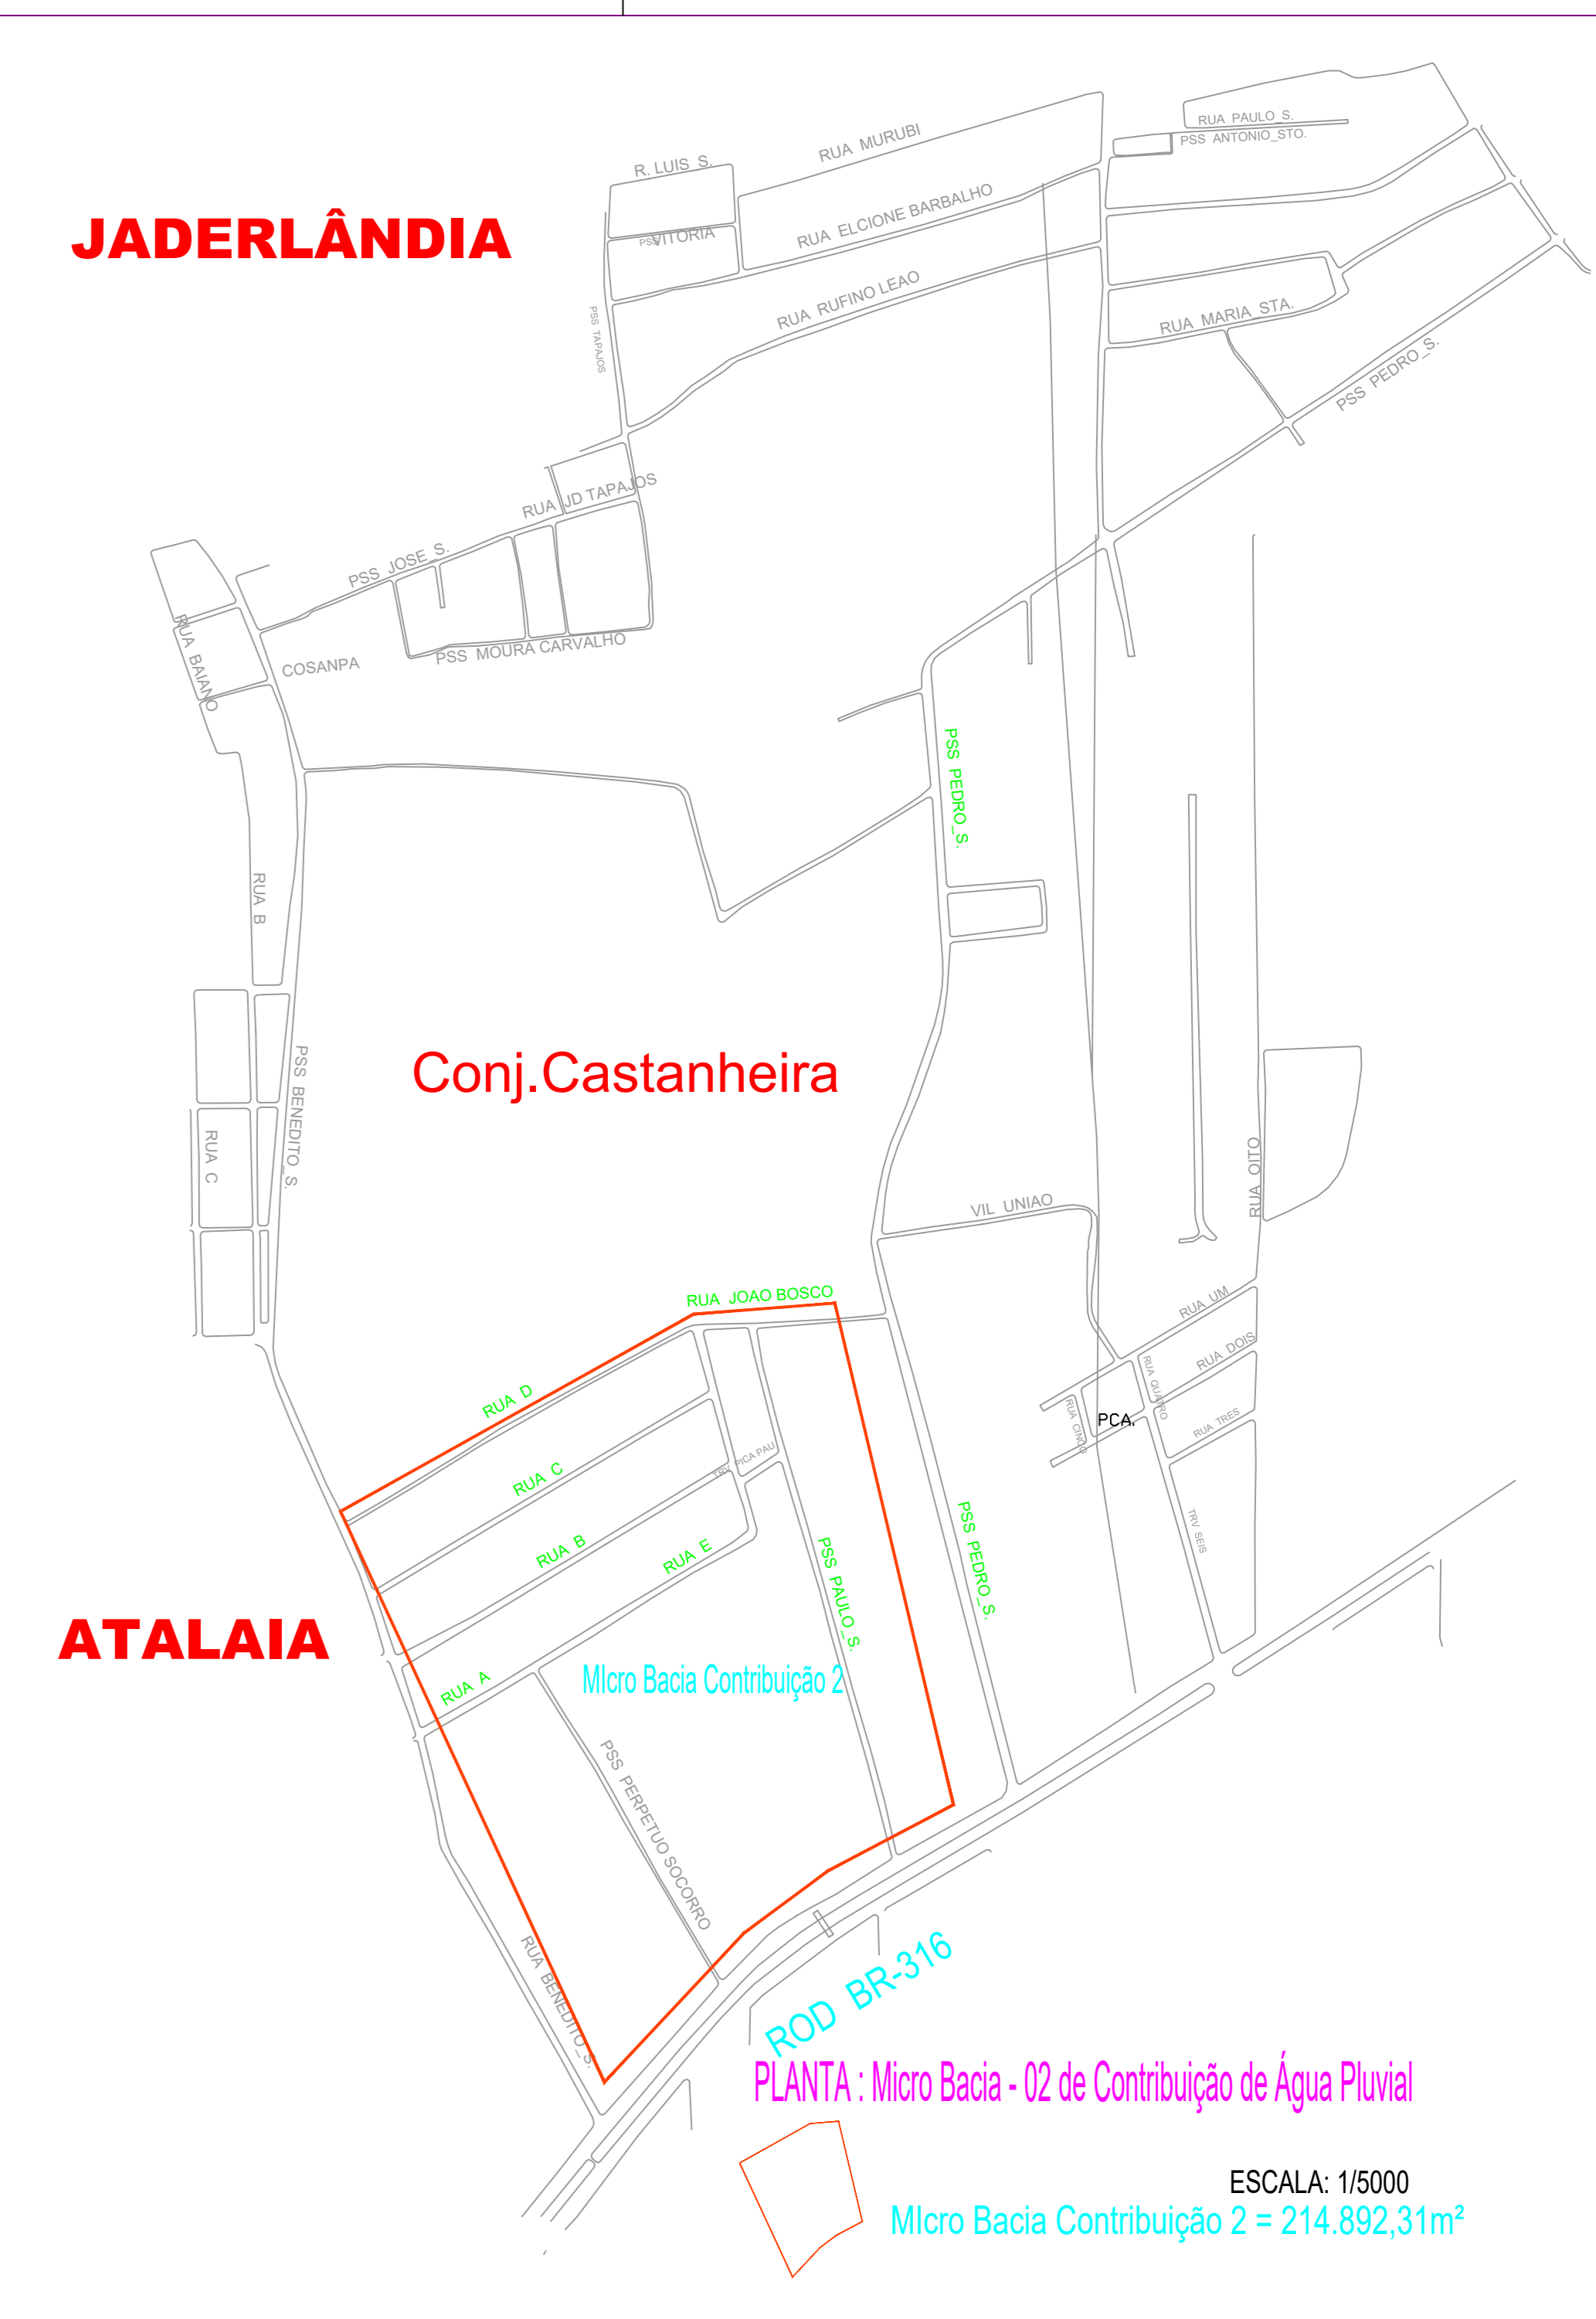 RUA PAULO_S.
PSS ANTONIO_STO.
RUA MURUBI
R. LUIS S.
RUA ELCIONE BARBALHO
JADERLÂNDIA
PSS VITORIA
RUA RUFINO LEAO
RUA MARIA_STA.
PSS TAPAJOS
PSS PEDRO_S.
RUA JD TAPAJOS
PSS JOSE_S.
RUA BAIANO
PSS MOURA CARVALHO
COSANPA
PSS PEDRO_S.
RUA B
Conj.Castanheira
PSS BENEDITO_S.
RUA C
RUA OITO
VIL UNIAO
RUA JOAO BOSCO
RUA UM
RUA DOIS
RUA QUATRO
RUA D
RUA CINCO
PCA.
RUA TRES
TRV PICA PAU
RUA C
PSS PEDRO_S.
TRV SEIS
RUA B
RUA E
PSS PAULO_S.
ATALAIA
RUA A
MIcro Bacia Contribuição 2
PSS PERPETUO SOCORRO
RUA BENEDITO_S.
ROD BR-316
PLANTA : Micro Bacia - 02 de Contribuição de Água Pluvial
ESCALA: 1/5000
MIcro Bacia Contribuição 2 = 214.892,31m²